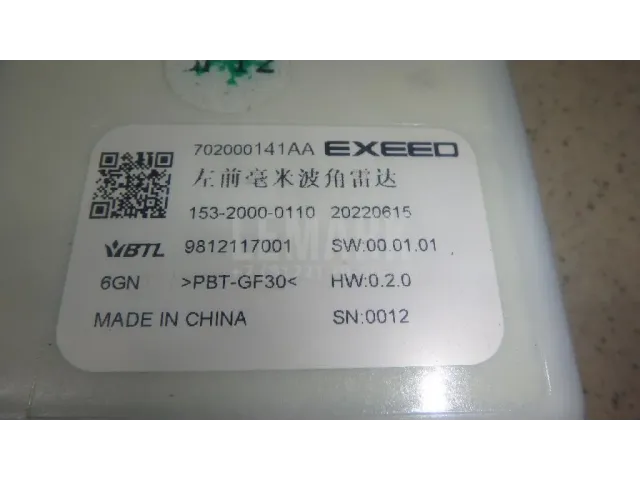 702000141AA EXEED
左前毫米波角雷达
153-2000-0110 20220615
BTL 9812117001 SW:00.01.01
6GN >PBT-GF30< HW:0.2.0
MADE IN CHINA SN:0012